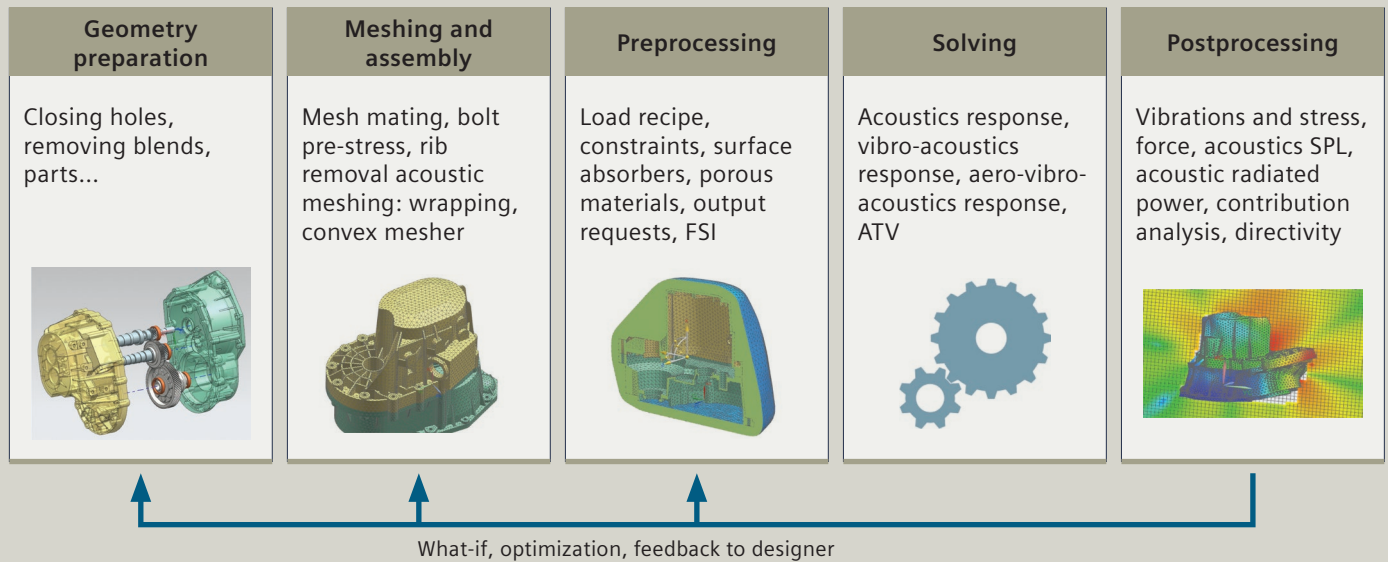 Geometry
preparation
Closing holes,
removing blends,
parts...
Meshing and
assembly
Mesh mating, bolt
pre-stress, rib
removal acoustic
meshing: wrapping,
convex mesher
Preprocessing
Load recipe,
constraints, surface
absorbers, porous
materials, output
requests, FSI
Solving
Acoustics response,
vibro-acoustics
response, aero-vibro-
acoustics response,
ATV
Postprocessing
Vibrations and stress,
force, acoustics SPL,
acoustic radiated
power, contribution
analysis, directivity
What-if, optimization, feedback to designer